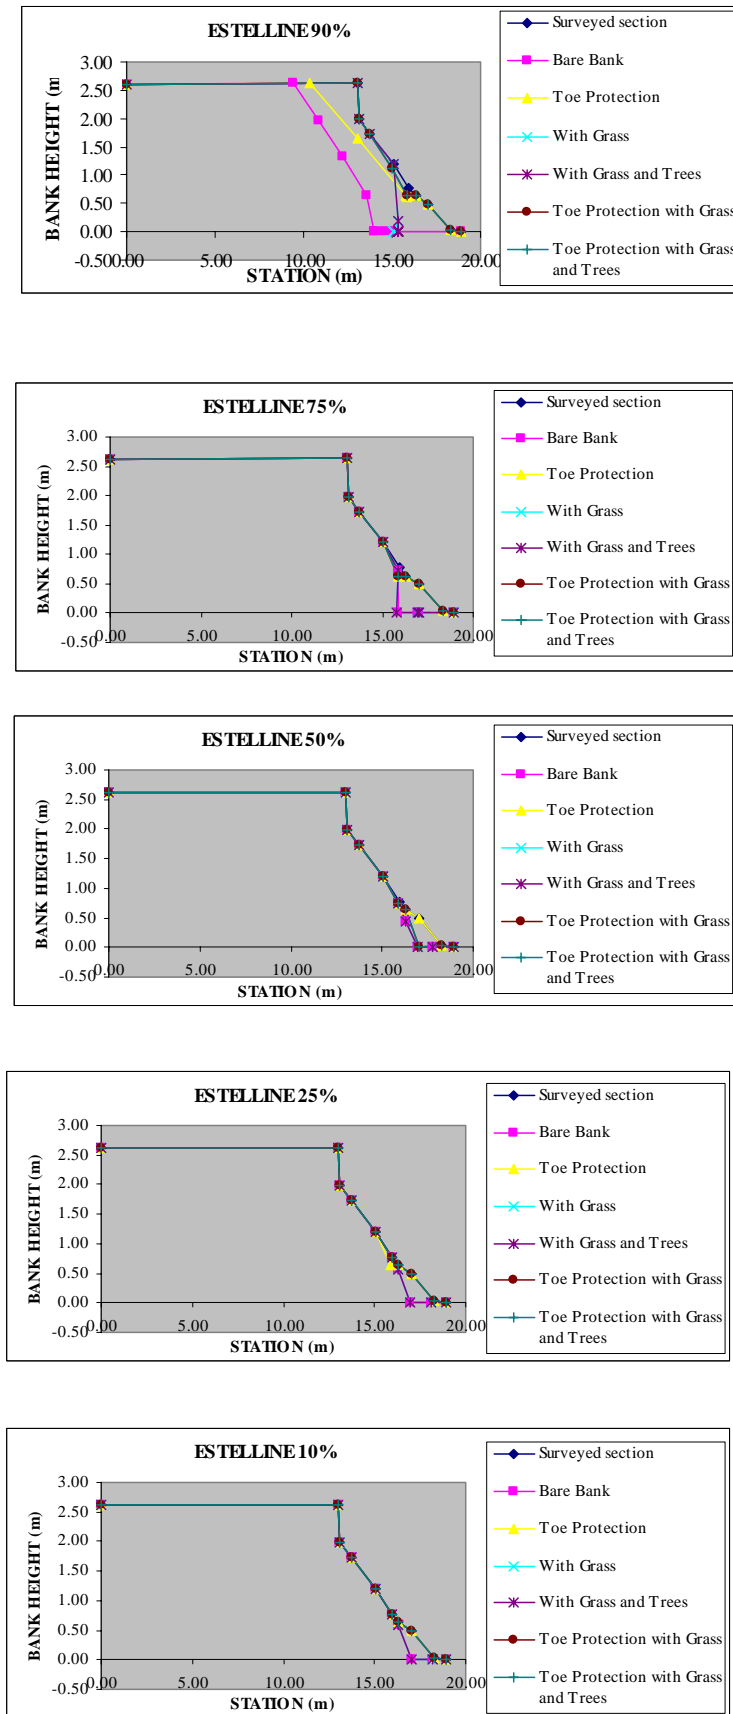 ESTELLINE 90%
BANK HEIGHT (m
3.00
2.50
2.00
1.50
1.00
0.50
0.00
-0.50
0.00
5.00
10.00
15.00
20.00
STATION (m)
Surveyed section
Bare Bank
Toe Protection
With Grass
With Grass and Trees
Toe Protection with Grass
Toe Protection with Grass
and Trees
ESTELLINE 75%
BANK HEIGHT (m)
3.00
2.50
2.00
1.50
1.00
0.50
0.00
-0.50
0.00
5.00
10.00
15.00
20.00
STATION (m)
Surveyed section
Bare Bank
Toe Protection
With Grass
With Grass and Trees
Toe Protection with Grass
Toe Protection with Grass
and Trees
ESTELLINE 50%
BANK HEIGHT (m)
3.00
2.50
2.00
1.50
1.00
0.50
0.00
-0.50
0.00
5.00
10.00
15.00
20.00
STATION (m)
Surveyed section
Bare Bank
Toe Protection
With Grass
With Grass and Trees
Toe Protection with Grass
Toe Protection with Grass
and Trees
ESTELLINE 25%
BANK HEIGHT (m)
3.00
2.50
2.00
1.50
1.00
0.50
0.00
-0.50
0.00
5.00
10.00
15.00
20.00
STATION (m)
Surveyed section
Bare Bank
Toe Protection
With Grass
With Grass and Trees
Toe Protection with Grass
Toe Protection with Grass
and Trees
ESTELLINE 10%
BANK HEIGHT (m)
3.00
2.50
2.00
1.50
1.00
0.50
0.00
-0.50
0.00
5.00
10.00
15.00
20.00
STATION (m)
Surveyed section
Bare Bank
Toe Protection
With Grass
With Grass and Trees
Toe Protection with Grass
Toe Protection with Grass
and Trees